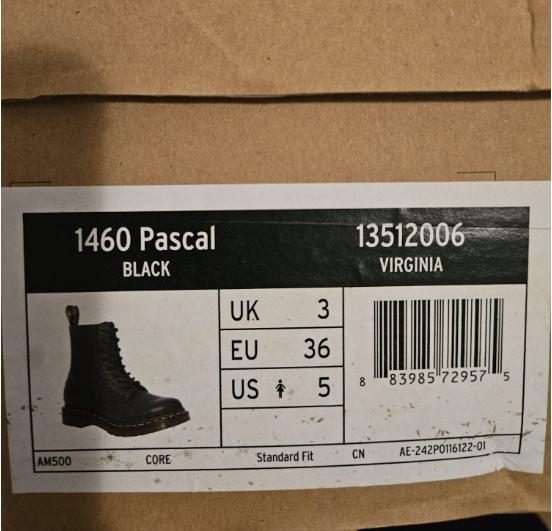 1460 Pascal 13512006
BLACK VIRGINIA
UK 3
EU 36
US 5
8 83985 72957 5
AM500 CORE Standard Fit CN AE-242P0116122-01